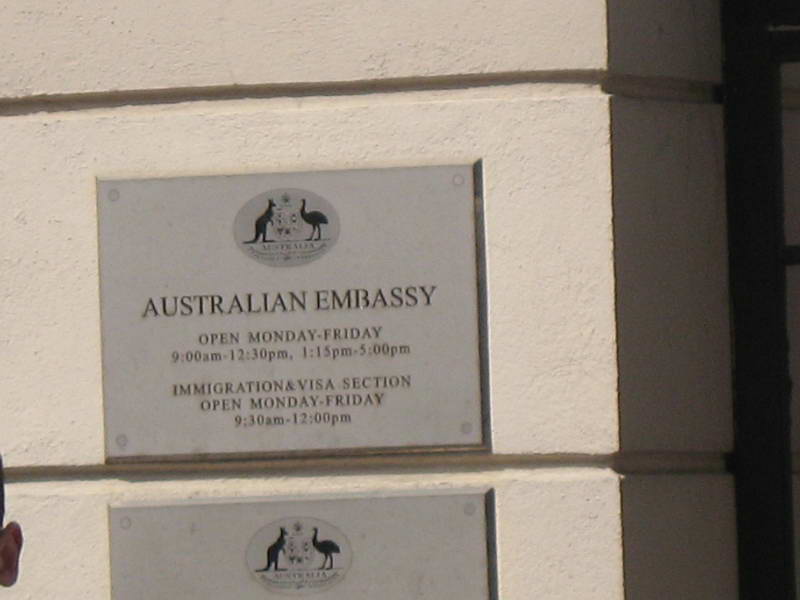 AUSTRALIA
AUSTRALIAN EMBASSY
OPEN MONDAY-FRIDAY
9:00am-12:30pm, 1:15pm-5:00pm
IMMIGRATION&VISA SECTION
OPEN MONDAY-FRIDAY
9:30am-12:00pm
AUSTRALIA